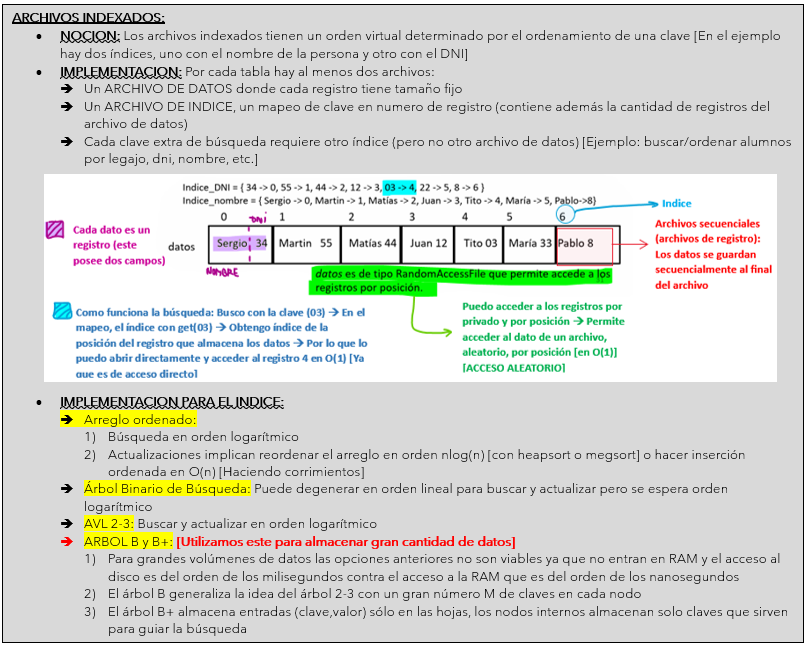 ARCHIVOS INDEXADOS:
• NOCION: Los archivos indexados tienen un orden virtual determinado por el ordenamiento de una clave [En el ejemplo
hay dos índices, uno con el nombre de la persona y otro con el DNI]
• IMPLEMENTACION: Por cada tabla hay al menos dos archivos:
➔ Un ARCHIVO DE DATOS donde cada registro tiene tamaño fijo
➔ Un ARCHIVO DE INDICE, un mapeo de clave en numero de registro (contiene además la cantidad de registros del
archivo de datos)
➔ Cada clave extra de búsqueda requiere otro índice (pero no otro archivo de datos) [Ejemplo: buscar/ordenar alumnos
por legajo, dni, nombre, etc.]
Indice_DNI = { 34 -> 0, 55 -> 1, 44 -> 2, 12 -> 3, 03 -> 4, 22 -> 5, 8 -> 6 }
Indice_nombre = { Sergio -> 0, Martin -> 1, Matías -> 2, Juan -> 3, Tito -> 4, María -> 5, Pablo->8}
Indice
0 1 2 3 4 5 6
DNI
Cada dato es un
registro (este
posee dos campos)
datos
Sergio 34 Martin 55 Matías 44 Juan 12 Tito 03 María 33 Pablo 8
NOMBRE
Archivos secuenciales
(archivos de registro):
Los datos se guardan
secuencialmente al final
del archivo
datos es de tipo RandomAccessFile que permite accede a los
registros por posición.
Como funciona la búsqueda: Busco con la clave (03) → En el
mapeo, el índice con get(03) → Obtengo índice de la
posición del registro que almacena los datos → Por lo que lo
puedo abrir directamente y acceder al registro 4 en O(1) [Ya
que es de acceso directo]
Puedo acceder a los registros por
privado y por posición → Permite
acceder al dato de un archivo,
aleatorio, por posición [en O(1)]
[ACCESO ALEATORIO]
• IMPLEMENTACION PARA EL INDICE:
➔ Arreglo ordenado:
1) Búsqueda en orden logarítmico
2) Actualizaciones implican reordenar el arreglo en orden nlog(n) [con heapsort o megsort] o hacer inserción
ordenada en O(n) [Haciendo corrimientos]
➔ Árbol Binario de Búsqueda: Puede degenerar en orden lineal para buscar y actualizar pero se espera orden
logarítmico
➔ AVL 2-3: Buscar y actualizar en orden logarítmico
➔ ARBOL B y B+: [Utilizamos este para almacenar gran cantidad de datos]
1) Para grandes volúmenes de datos las opciones anteriores no son viables ya que no entran en RAM y el acceso al
disco es del orden de los milisegundos contra el acceso a la RAM que es del orden de los nanosegundos
2) El árbol B generaliza la idea del árbol 2-3 con un gran número M de claves en cada nodo
3) El árbol B+ almacena entradas (clave,valor) sólo en las hojas, los nodos internos almacenan solo claves que sirven
para guiar la búsqueda